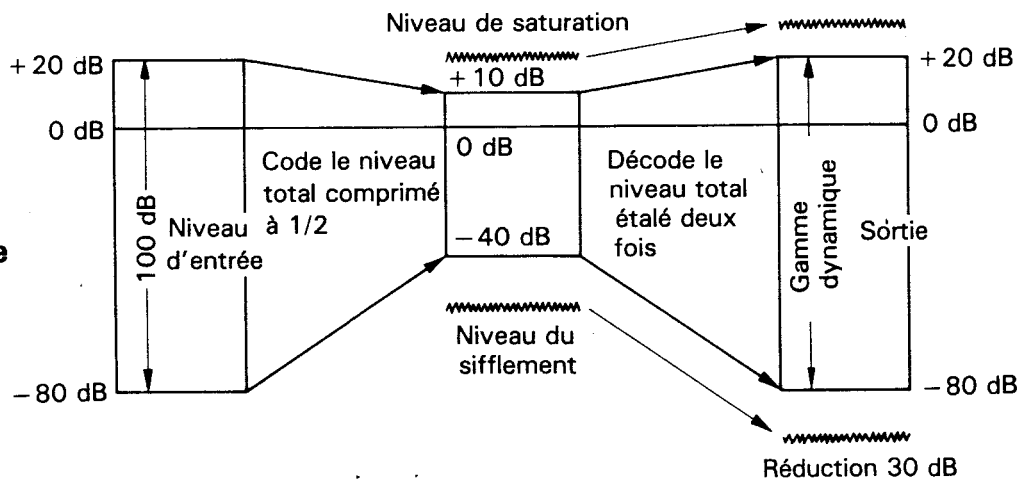 Niveau de saturation
+ 20 dB
+ 10 dB
+ 20 dB
0 dB
0 dB
0 dB
100 dB
Niveau
d'entrée
Code le niveau
total comprimé
à 1/2
− 40 dB
Décode le
niveau total
étalé deux
fois
Gamme
dynamique
Sortie
e
Niveau du
sifflement
− 80 dB
− 80 dB
Réduction 30 dB